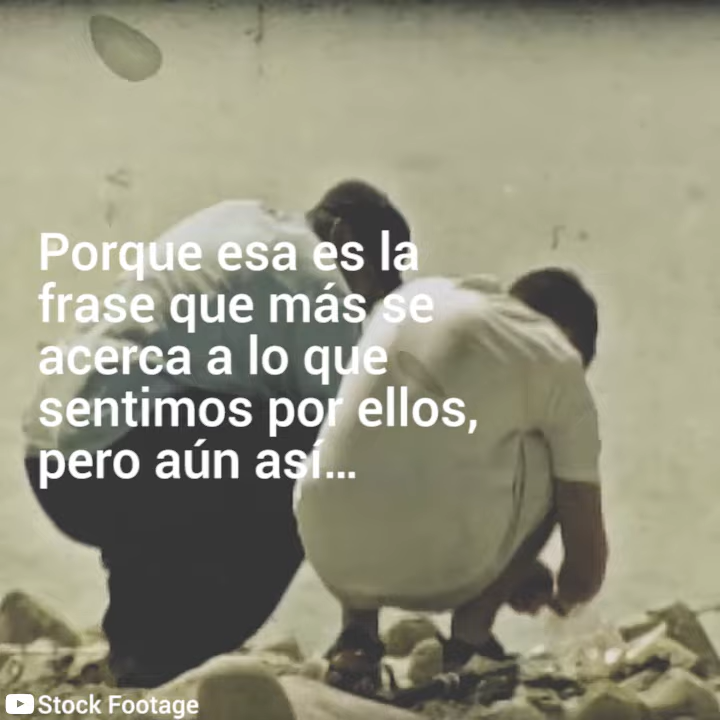 Porque esa es la
frase que más se
acerca a lo que
sentimos por ellos,
pero aún así...
Stock Footage